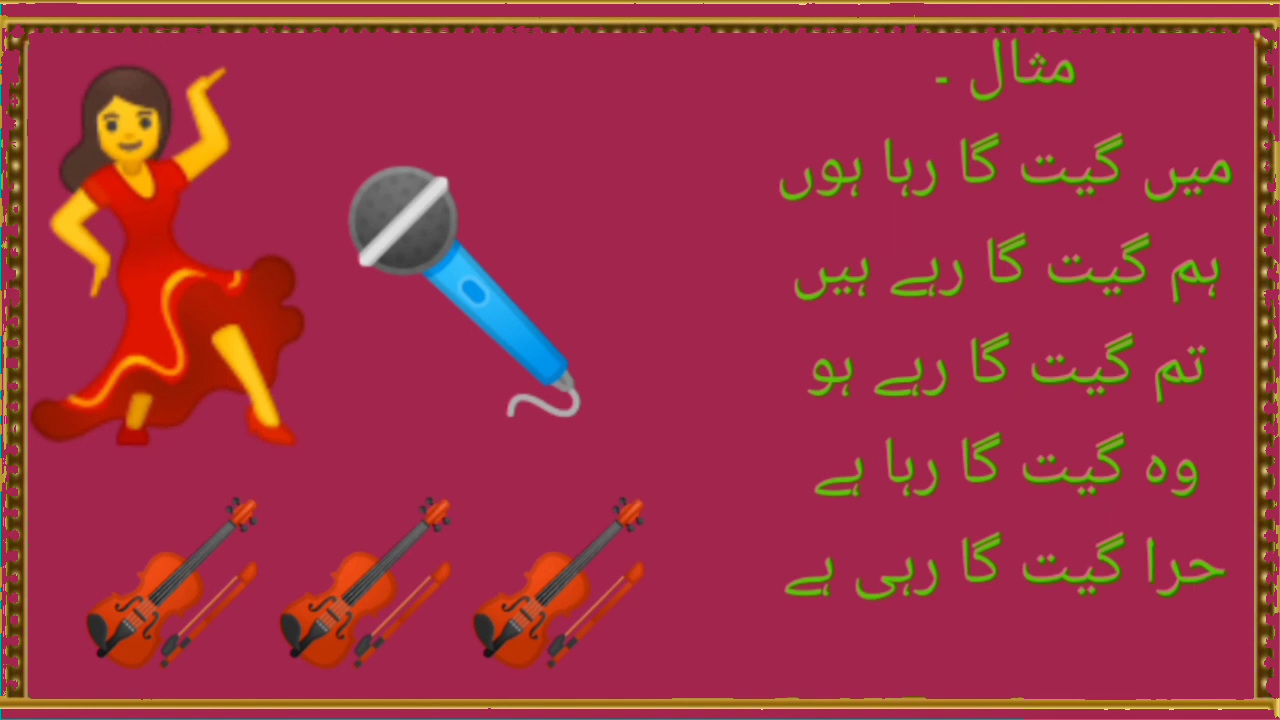 مثال ۔
میں گیت گا رہا ہوں
ہم گیت گا رہے ہیں
تم گیت گا رہے ہو
وہ گیت گا رہا ہے
حرا گیت گا رہی ہے